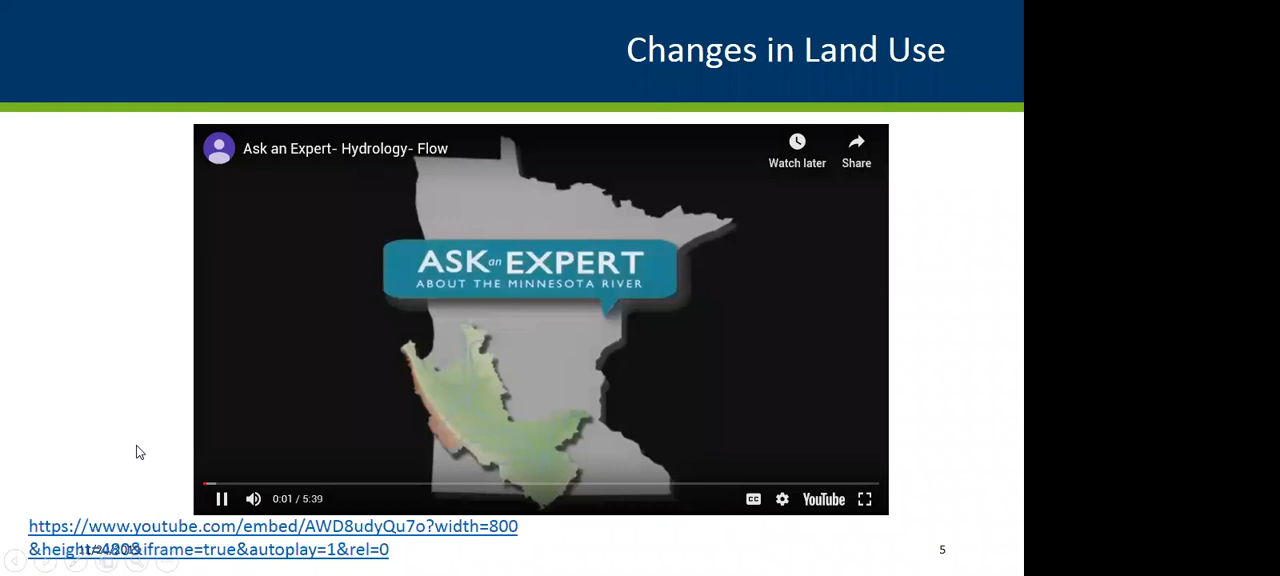 Changes in Land Use
Ask an Expert- Hydrology- Flow
Watch later
Share
ASK an EXPERT
ABOUT THE MINNESOTA RIVER
0:01 / 5:39
CC
YouTube
https://www.youtube.com/embed/AWD8udyQu7o?width=800
&height=480&iframe=true&autoplay=1&rel=0
5